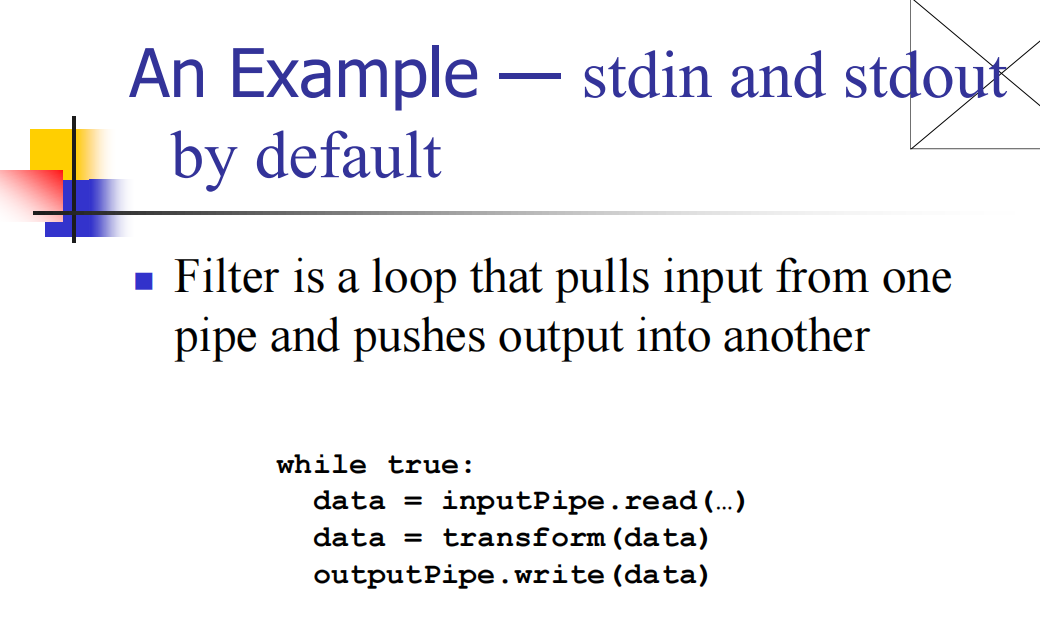 An Example — stdin and stdout
by default
Filter is a loop that pulls input from one
pipe and pushes output into another
while true:
data = inputPipe.read(…)
data = transform(data)
outputPipe.write(data)